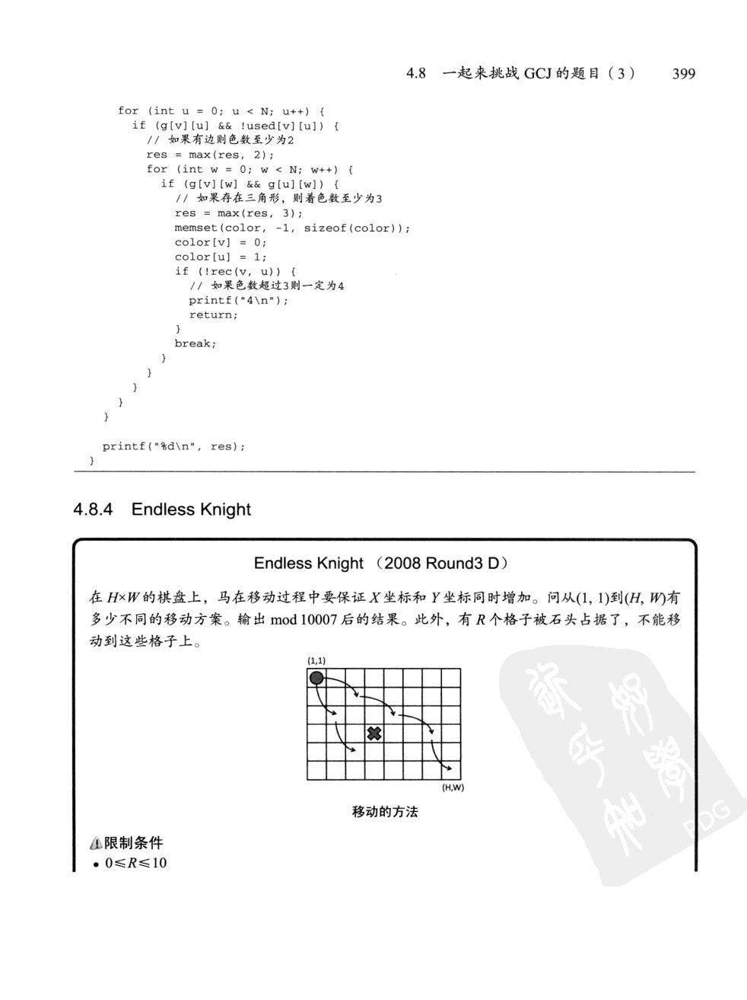 4.8 一起来挑战 GCJ 的题目（3） 399
for (int u = 0; u < N; u++) {
if (g[v][u] && !used[v][u]) {
// 如果有边则色数至少为2
res = max(res, 2);
for (int w = 0; w < N; w++) {
if (g[v][w] && g[u][w]) {
// 如果存在三角形，则着色数至少为3
res = max(res, 3);
memset(color, -1, sizeof(color));
color[v] = 0;
color[u] = 1;
if (!rec(v, u)) {
// 如果色数超过3则一定为4
printf("4\n");
return;
}
break;
}
}
}
}
}
printf("%d\n", res);
}
4.8.4 Endless Knight
Endless Knight （2008 Round3 D）
在 H×W 的棋盘上，马在移动过程中要保证 X 坐标和 Y 坐标同时增加。问从(1, 1)到(H, W)有
多少不同的移动方案。输出 mod 10007 后的结果。此外，有 R 个格子被石头占据了，不能移
动到这些格子上。
(1,1)
(H,W)
移动的方法
限制条件
• 0≤R≤10
PDG